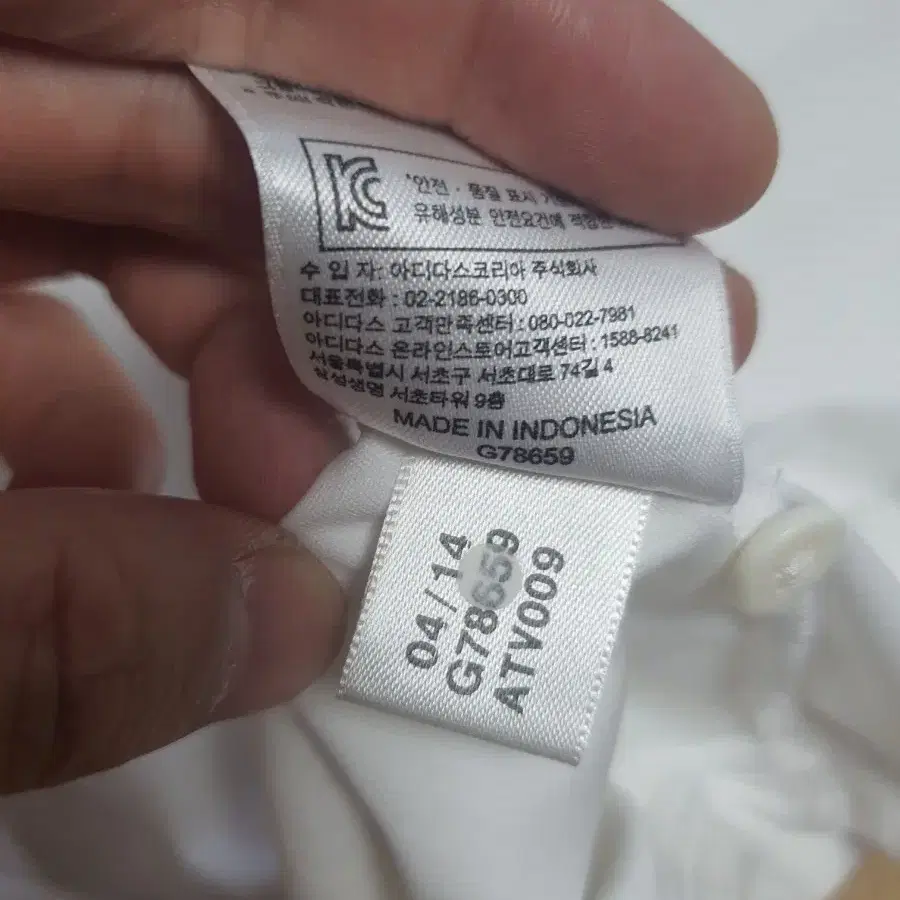 KC
*안전·품질 표시
유해성분 안전요건에
수 입 자: 아디다스코리아 주식회사
대표전화 : 02-2186-0300
아디다스 고객만족센터 : 080-022-7981
아디다스 온라인스토어고객센터 : 1588-8241
서울특별시 서초구 서초대로 74길 4
삼성생명 서초타워 9층
MADE IN INDONESIA
G78659
04/14
G78659
ATV009